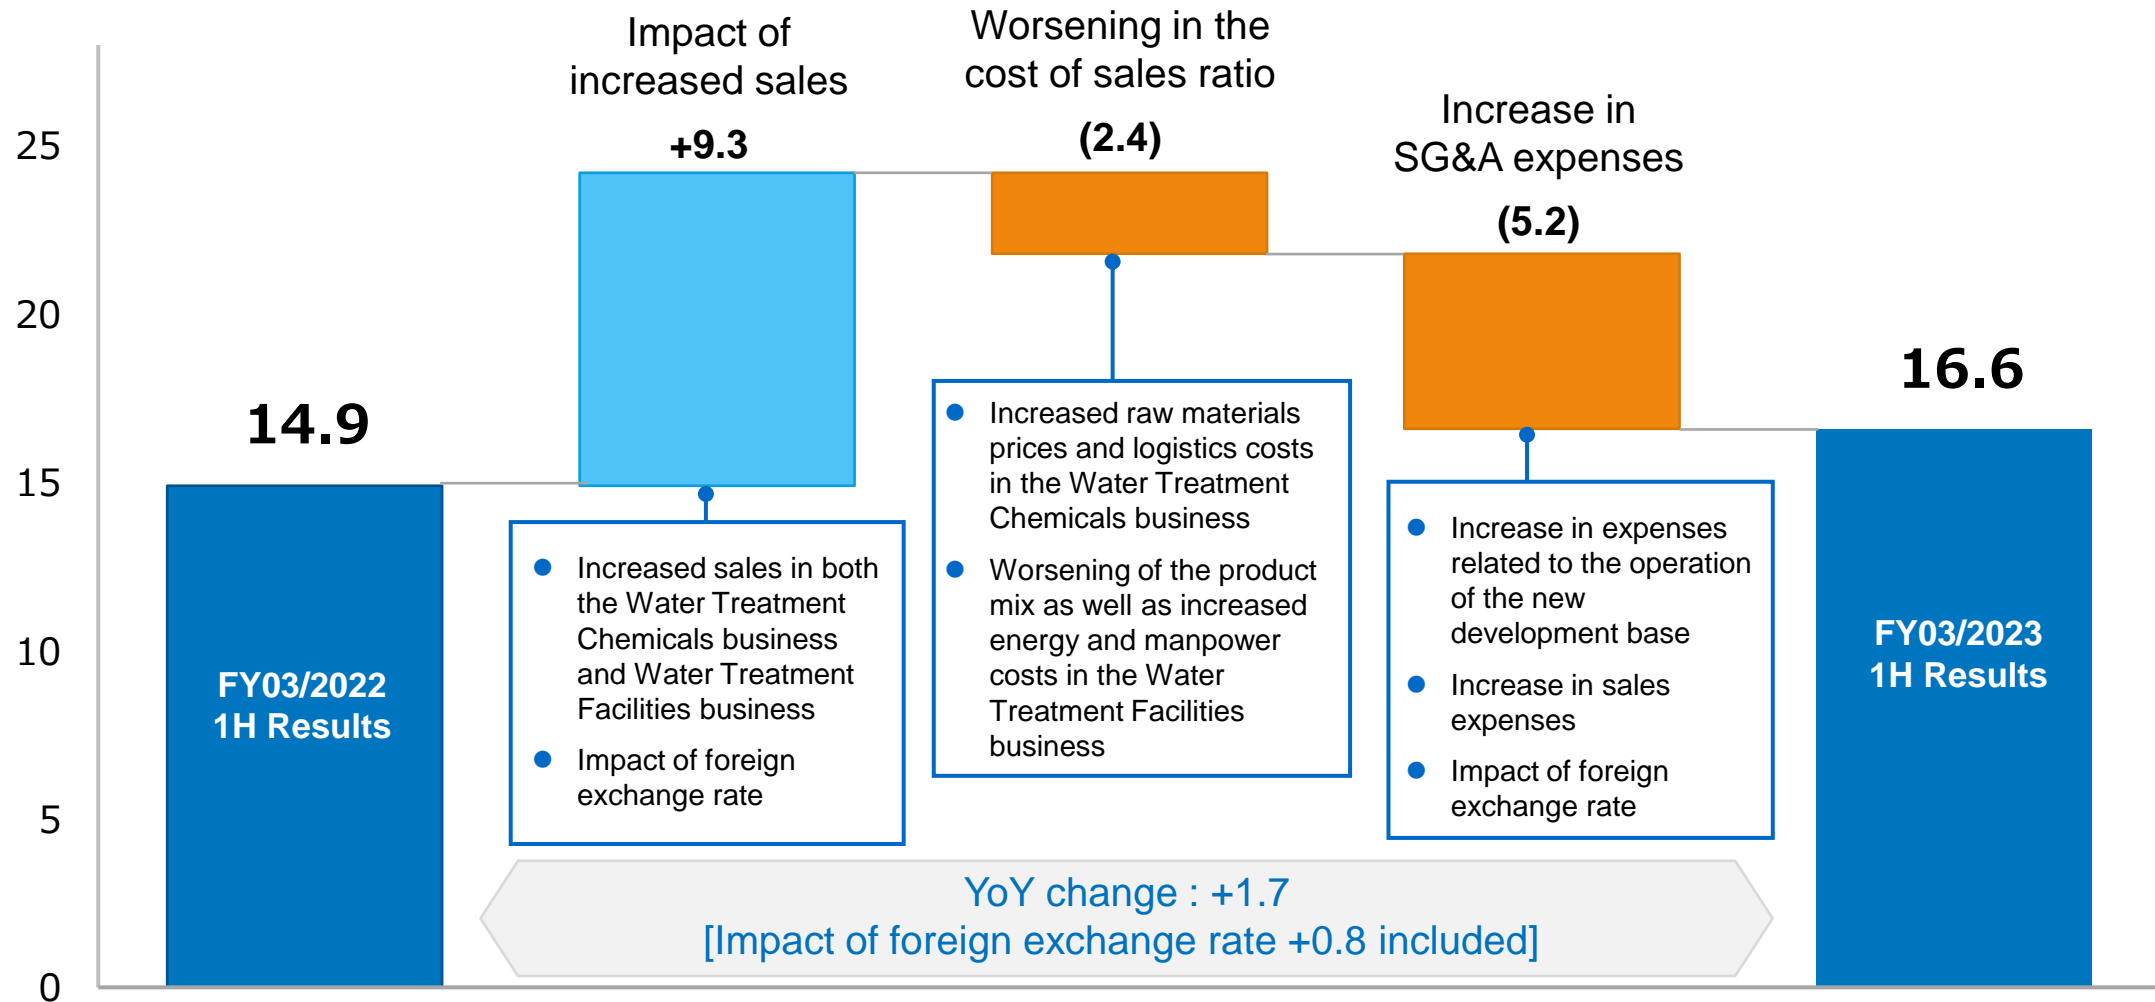 Impact of
increased sales
+9.3
Worsening in the
cost of sales ratio
(2.4)
Increase in
SG&A expenses
(5.2)
25
20
15
10
5
0
14.9
FY03/2022
1H Results
● Increased sales in both
the Water Treatment
Chemicals business
and Water Treatment
Facilities business
● Impact of foreign
exchange rate
● Increased raw materials
prices and logistics costs
in the Water Treatment
Chemicals business
● Worsening of the product
mix as well as increased
energy and manpower
costs in the Water
Treatment Facilities
business
● Increase in expenses
related to the operation
of the new
development base
● Increase in sales
expenses
● Impact of foreign
exchange rate
16.6
FY03/2023
1H Results
YoY change : +1.7
[Impact of foreign exchange rate +0.8 included]